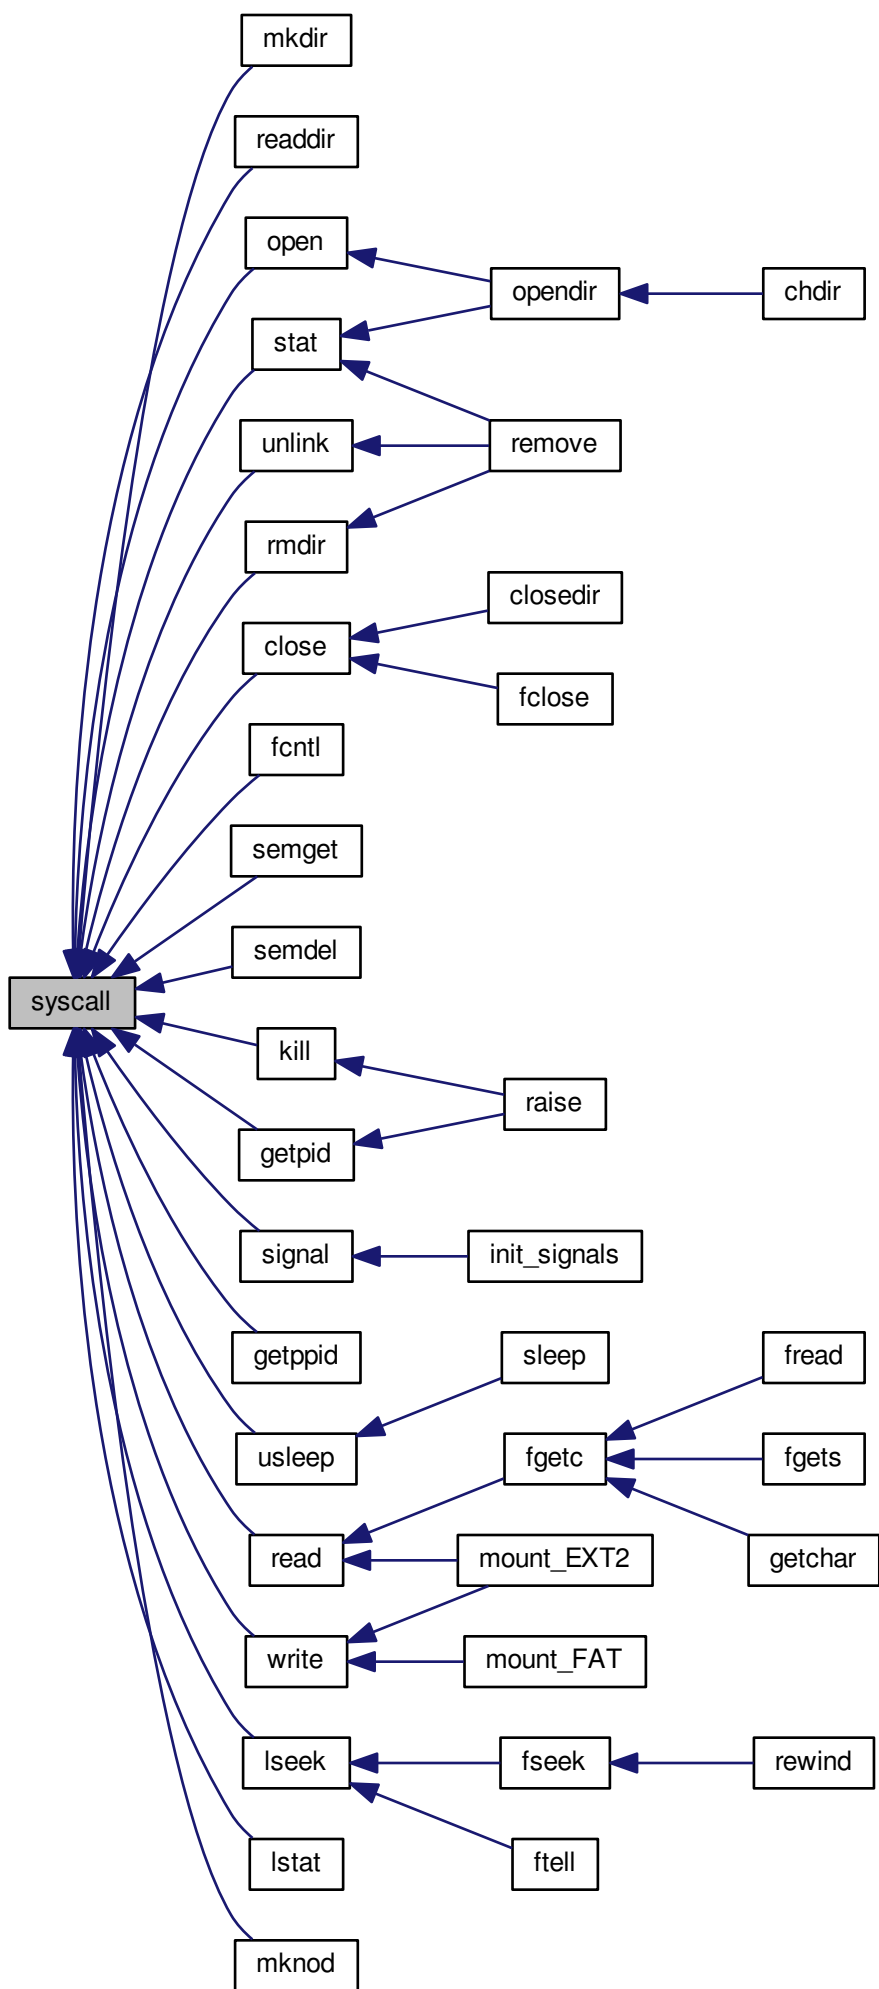 mkdir
readdir
open
opendir
chdir
stat
unlink
remove
rmdir
closedir
close
fclose
fcntl
semget
semdel
syscall
kill
raise
getpid
signal
init_signals
getppid
sleep
fread
usleep
fgetc
fgets
read
mount_EXT2
getchar
write
mount_FAT
lseek
fseek
rewind
lstat
ftell
mknod